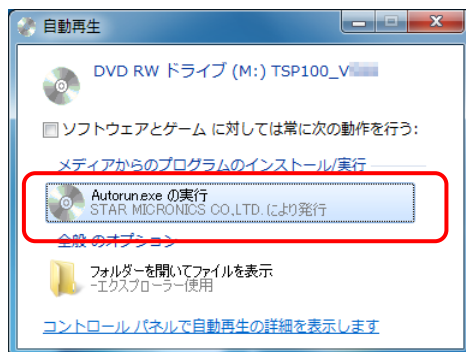 自動再生
DVD RW ドライブ (M:) TSP100_V
ソフトウェアとゲーム に対しては常に次の動作を行う:
メディアからのプログラムのインストール/実行
Autorun.exe の実行
STAR MICRONICS CO.,LTD. により発行
全般 のオプション
フォルダーを開いてファイルを表示
-エクスプローラー使用
コントロール パネルで自動再生の詳細を表示します